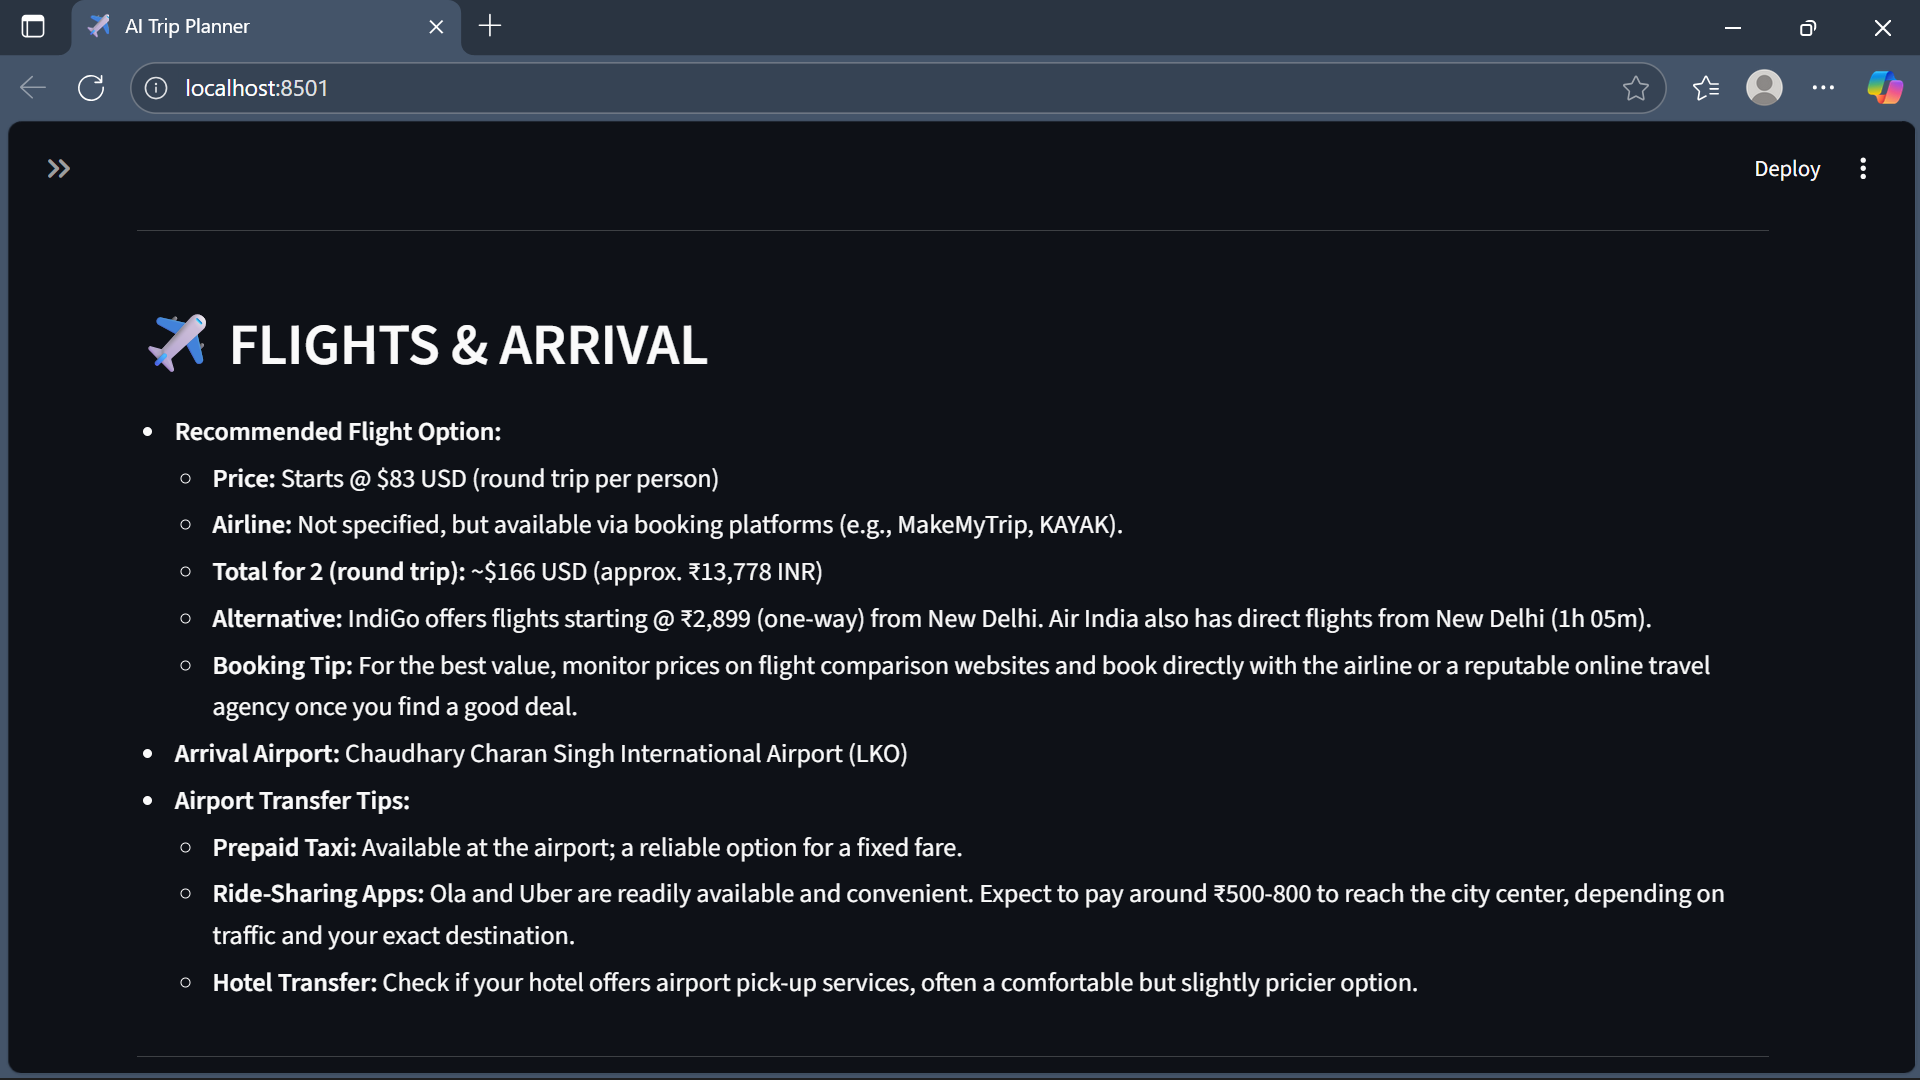 AI Trip Planner
localhost:8501
Deploy
FLIGHTS & ARRIVAL
Recommended Flight Option:
Price: Starts @ $83 USD (round trip per person)
Airline: Not specified, but available via booking platforms (e.g., MakeMyTrip, KAYAK).
Total for 2 (round trip): ~$166 USD (approx. ₹13,778 INR)
Alternative: IndiGo offers flights starting @ ₹2,899 (one-way) from New Delhi. Air India also has direct flights from New Delhi (1h 05m).
Booking Tip: For the best value, monitor prices on flight comparison websites and book directly with the airline or a reputable online travel
agency once you find a good deal.
Arrival Airport: Chaudhary Charan Singh International Airport (LKO)
Airport Transfer Tips:
Prepaid Taxi: Available at the airport; a reliable option for a fixed fare.
Ride-Sharing Apps: Ola and Uber are readily available and convenient. Expect to pay around ₹500-800 to reach the city center, depending on
traffic and your exact destination.
Hotel Transfer: Check if your hotel offers airport pick-up services, often a comfortable but slightly pricier option.